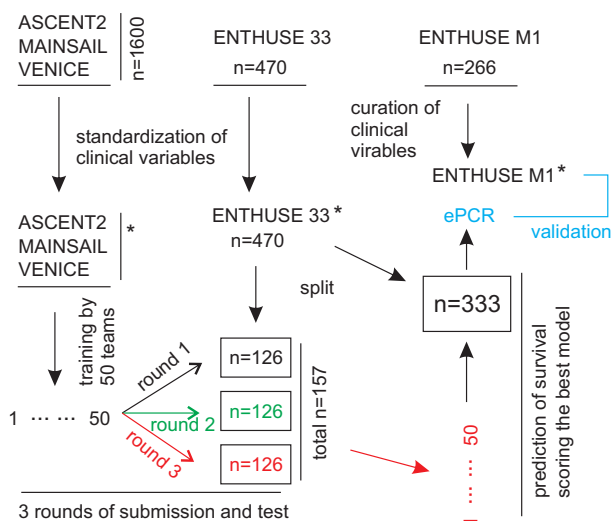 ASCENT2
MAINSAIL
VENICE
n=1600
ENTHUSE 33
n=470
ENTHUSE M1
n=266
standardization of
clinical variables
curation of
clinical
virables
ENTHUSE M1*
ePCR
validation
ASCENT2
MAINSAIL
VENICE
*
ENTHUSE 33*
n=470
split
n=333
training by
50 teams
1 ... ... 50
round 1
round 2
round 3
n=126
n=126
n=126
total n=157
1 ... ... 50
prediction of survival
scoring the best model
3 rounds of submission and test